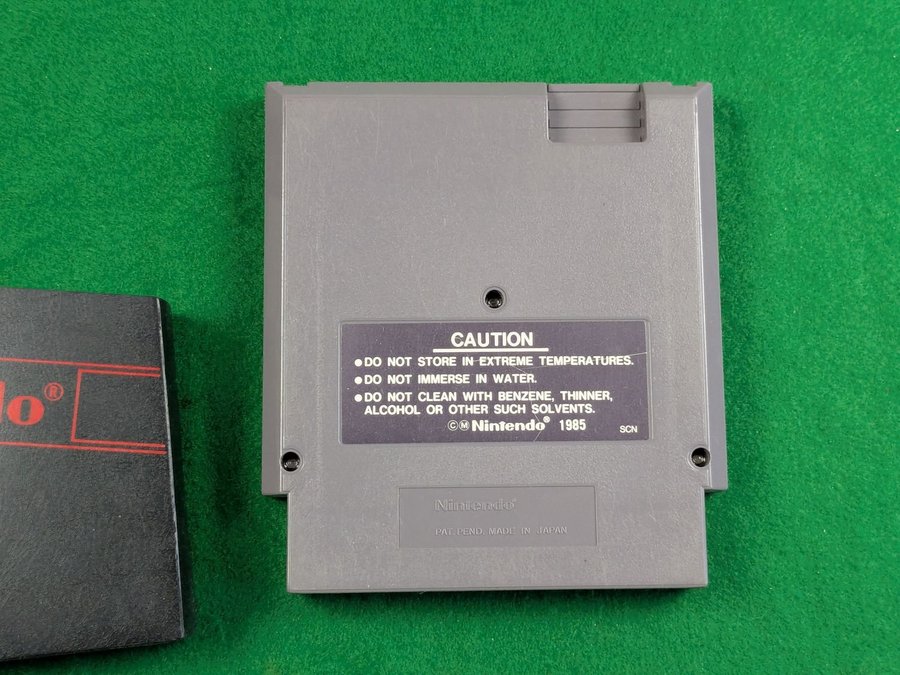 CAUTION
●DO NOT STORE IN EXTREME TEMPERATURES.
●DO NOT IMMERSE IN WATER.
●DO NOT CLEAN WITH BENZENE, THINNER,
ALCOHOL OR OTHER SUCH SOLVENTS.
ⒸⓂNintendo® 1985 SCN
do®
Nintendo®
PAT. PEND. MADE IN JAPAN